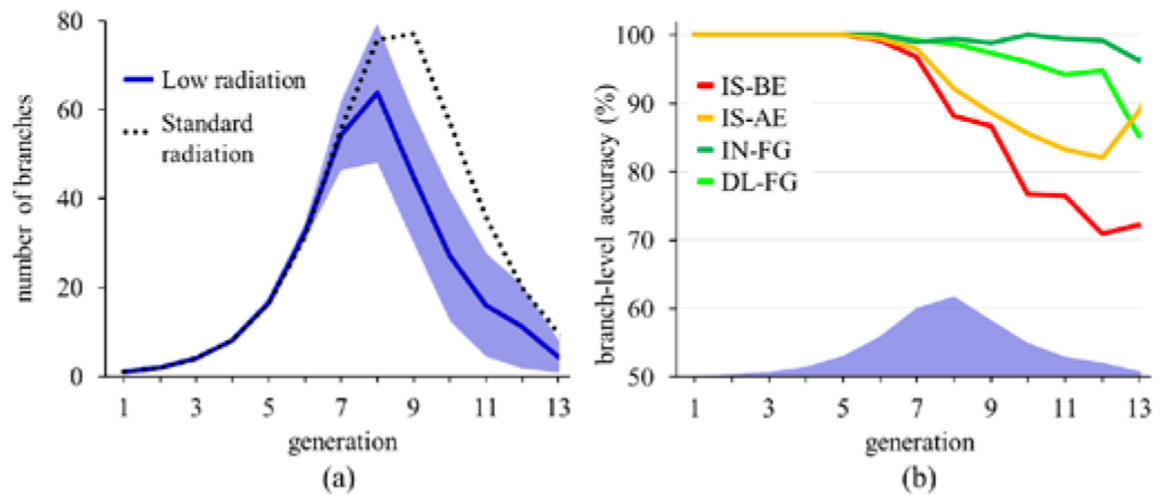 80
60
40
20
0
number of branches
Low radiation
Standard
radiation
1 3 5 7 9 11 13
generation
(a)
100
90
80
70
60
50
branch-level accuracy (%)
IS-BE
IS-AE
IN-FG
DL-FG
1 3 5 7 9 11 13
generation
(b)